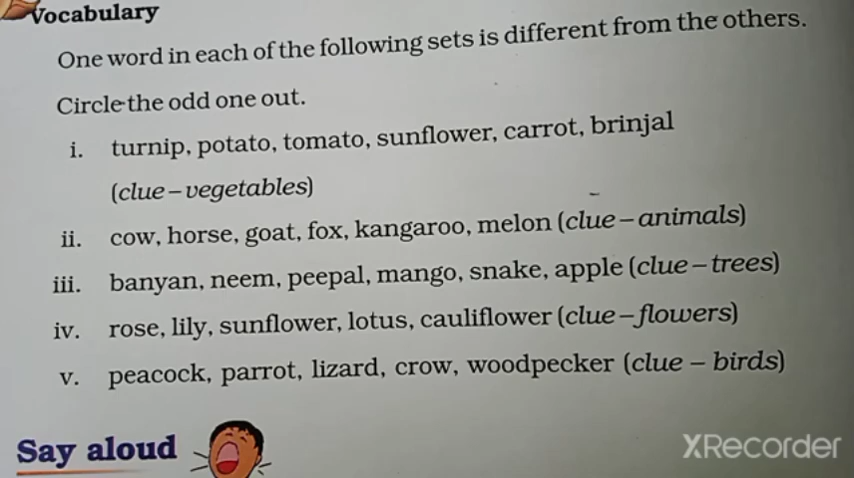 Vocabulary
One word in each of the following sets is different from the others.
Circle the odd one out.
i. turnip, potato, tomato, sunflower, carrot, brinjal
(clue – vegetables)
ii. cow, horse, goat, fox, kangaroo, melon (clue – animals)
iii. banyan, neem, peepal, mango, snake, apple (clue – trees)
iv. rose, lily, sunflower, lotus, cauliflower (clue – flowers)
v. peacock, parrot, lizard, crow, woodpecker (clue – birds)
Say aloud
XRecorder